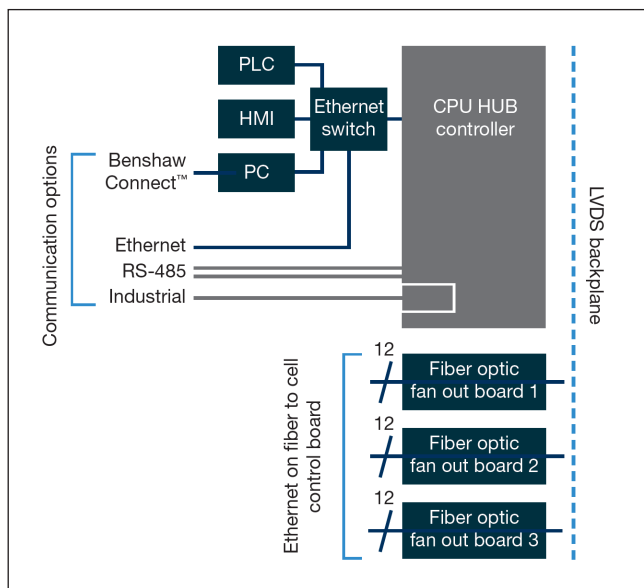 PLC
HMI
PC
Ethernet
switch
CPU HUB
controller
LVDS backplane
Communication options
Benshaw
Connect™
Ethernet
RS-485
Industrial
Ethernet on fiber to cell
control board
12
Fiber optic
fan out board 1
12
Fiber optic
fan out board 2
12
Fiber optic
fan out board 3